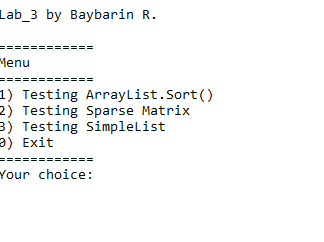 Lab_3 by Baybarin R.
============
Menu
============
1) Testing ArrayList.Sort()
2) Testing Sparse Matrix
3) Testing SimpleList
0) Exit
============
Your choice: